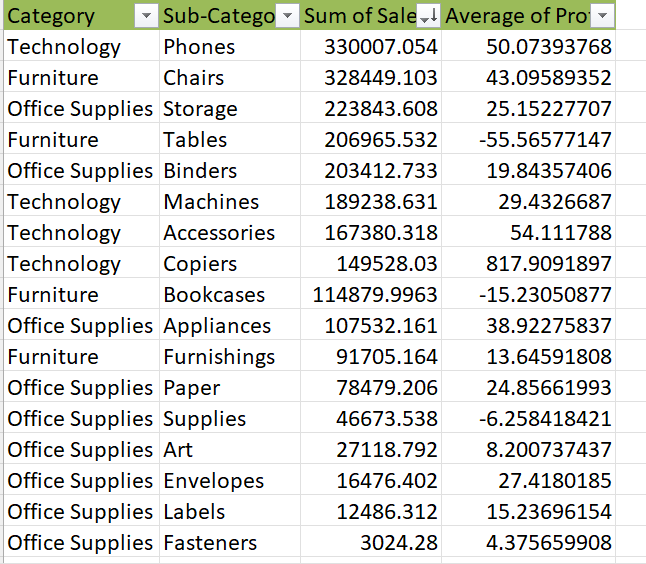 Category Sub-Catego Sum of Sale Average of Pro
Technology Phones 330007.054 50.07393768
Furniture Chairs 328449.103 43.09589352
Office Supplies Storage 223843.608 25.15227707
Furniture Tables 206965.532 -55.56577147
Office Supplies Binders 203412.733 19.84357406
Technology Machines 189238.631 29.4326687
Technology Accessories 167380.318 54.111788
Technology Copiers 149528.03 817.9091897
Furniture Bookcases 114879.9963 -15.23050877
Office Supplies Appliances 107532.161 38.92275837
Furniture Furnishings 91705.164 13.64591808
Office Supplies Paper 78479.206 24.85661993
Office Supplies Supplies 46673.538 -6.258418421
Office Supplies Art 27118.792 8.200737437
Office Supplies Envelopes 16476.402 27.4180185
Office Supplies Labels 12486.312 15.23696154
Office Supplies Fasteners 3024.28 4.375659908